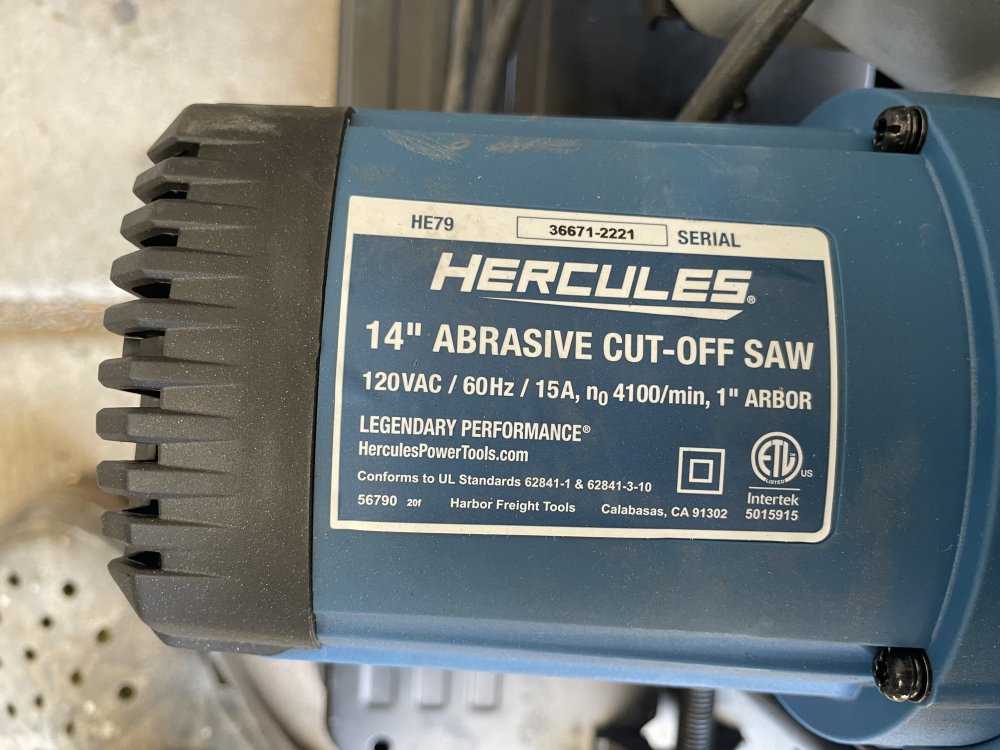 HE79 36671-2221 SERIAL
HERCULES®
14" ABRASIVE CUT-OFF SAW
120VAC / 60Hz / 15A, n₀ 4100/min, 1" ARBOR
LEGENDARY PERFORMANCE®
HerculesPowerTools.com
Conforms to UL Standards 62841-1 & 62841-3-10
56790 20f Harbor Freight Tools Calabasas, CA 91302
ETL
LISTED
US
Intertek
5015915